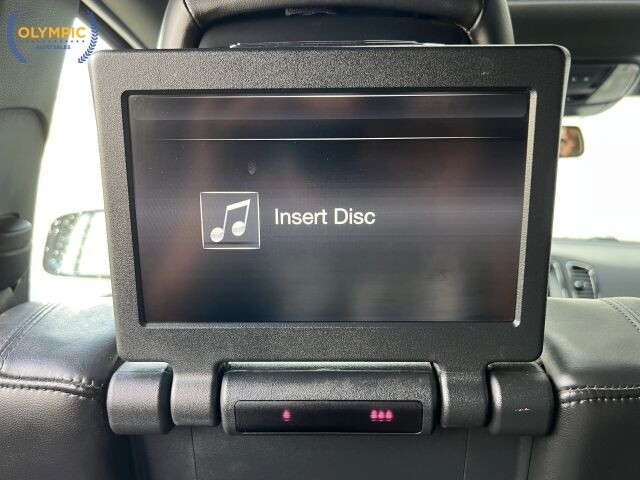 OLYMPIC
AUTO SALES
Insert Disc